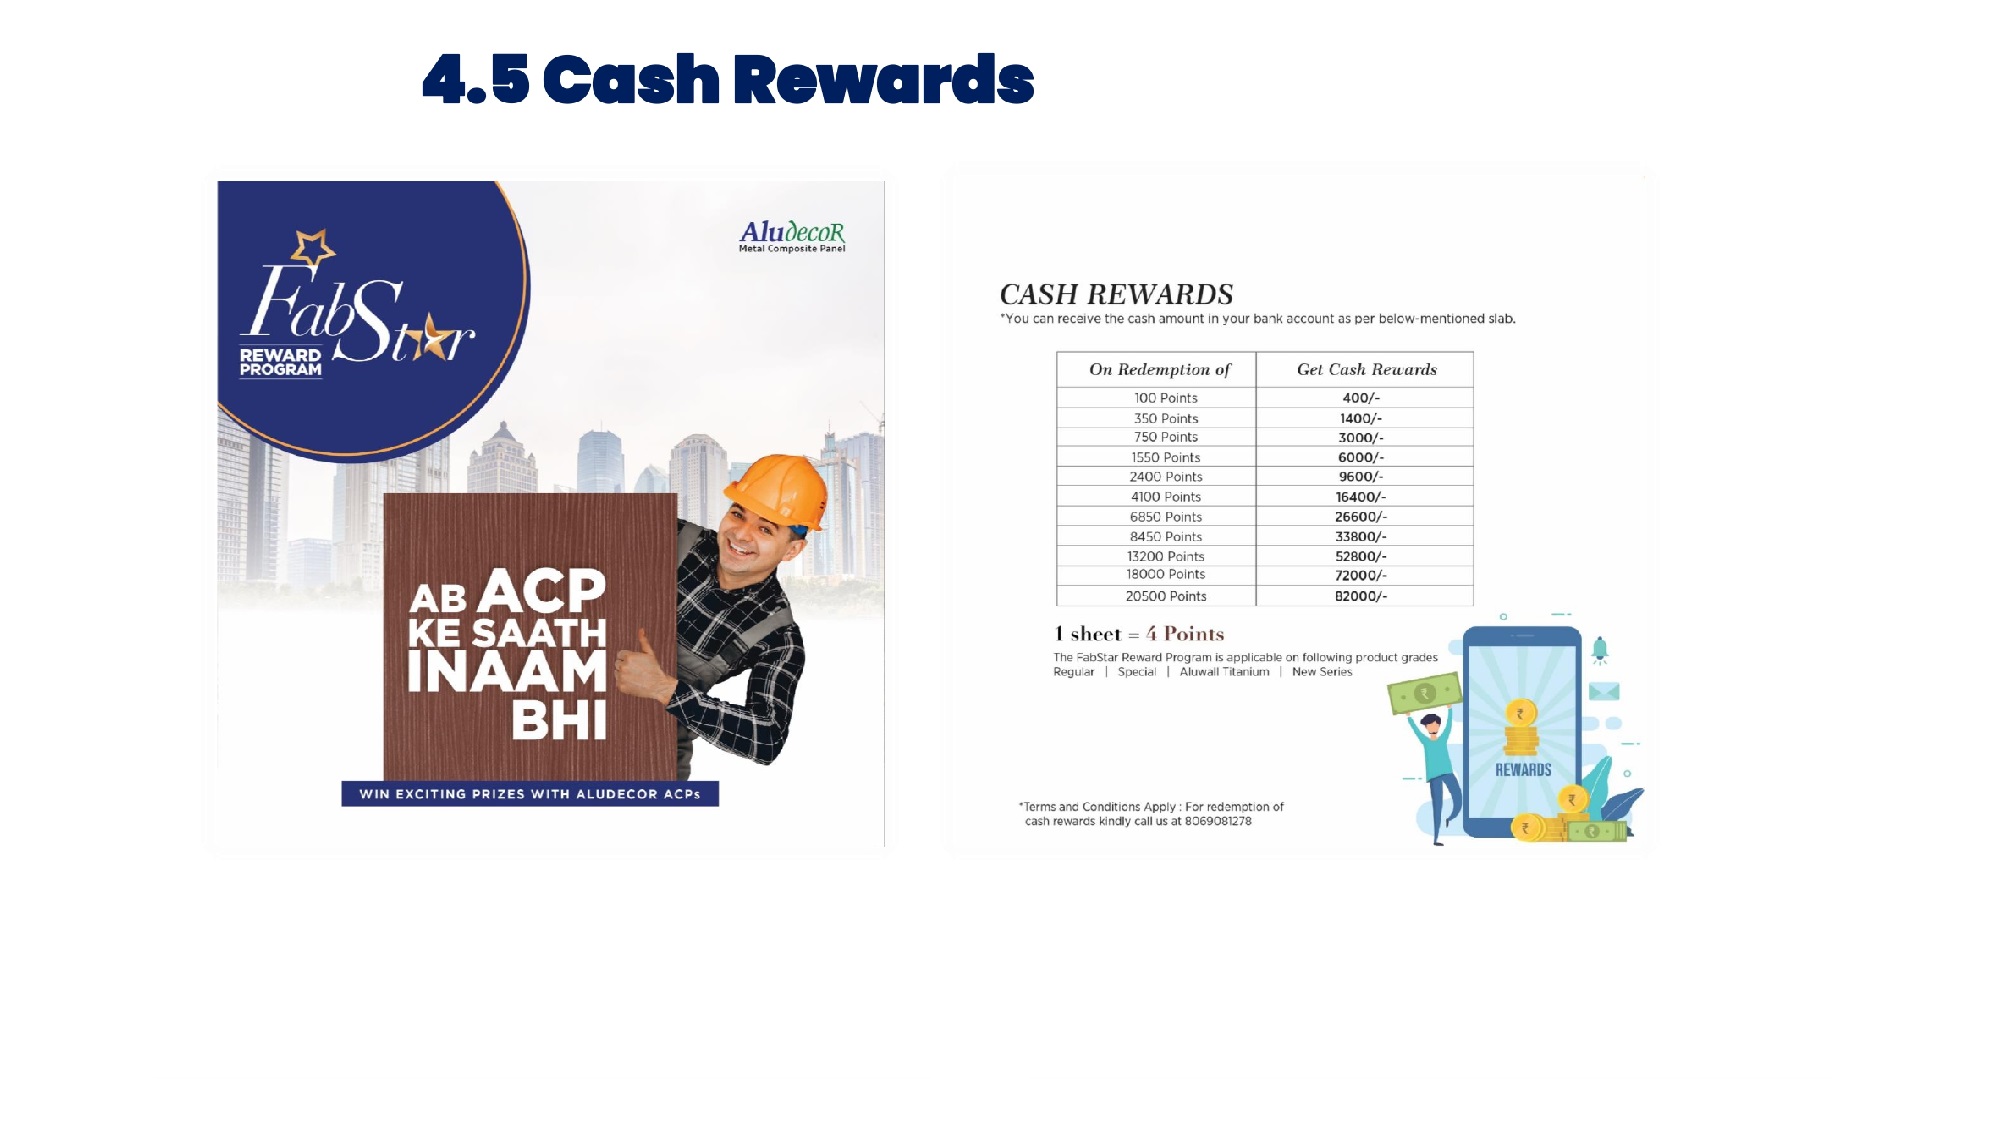 4.5 Cash Rewards
AludecoR
Metal Composite Panel
FabStar
REWARD
PROGRAM
AB ACP
KE SAATH
INAAM
BHI
WIN EXCITING PRIZES WITH ALUDECOR ACPs
CASH REWARDS
*You can receive the cash amount in your bank account as per below-mentioned slab.
On Redemption of Get Cash Rewards
100 Points 400/-
350 Points 1400/-
750 Points 3000/-
1550 Points 6000/-
2400 Points 9600/-
4100 Points 16400/-
6850 Points 26600/-
8450 Points 33800/-
13200 Points 52800/-
18000 Points 72000/-
20500 Points 82000/-
1 sheet = 4 Points
The FabStar Reward Program is applicable on following product grades
Regular | Special | Aluwall Titanium | New Series
₹
₹
REWARDS
₹
₹
₹
*Terms and Conditions Apply : For redemption of
cash rewards kindly call us at 8069081278